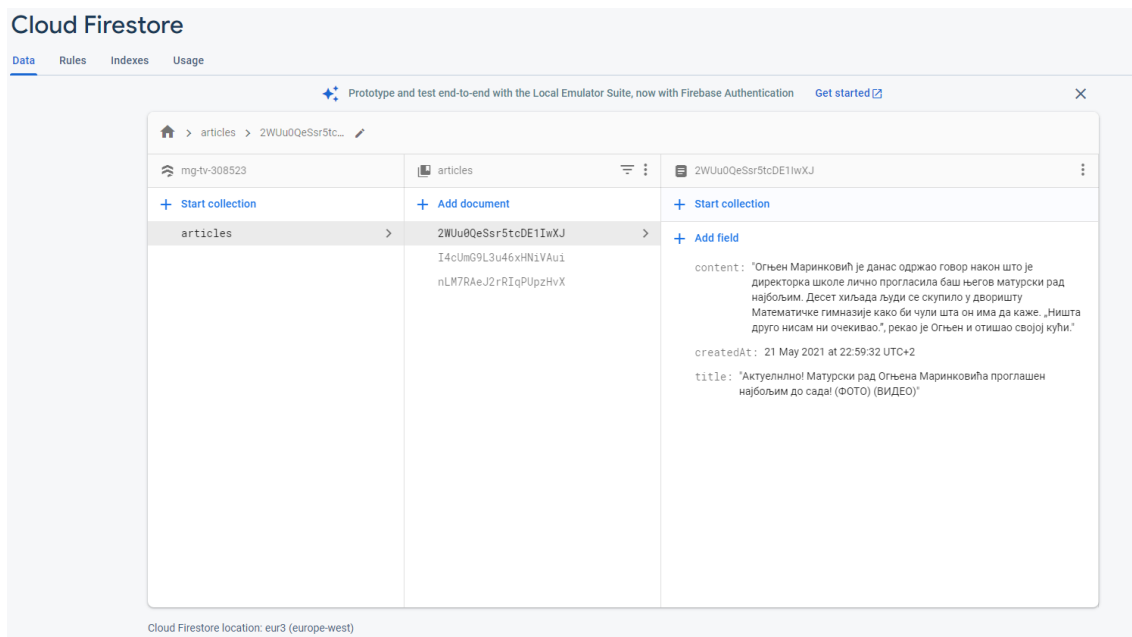 Cloud Firestore
Data Rules Indexes Usage
Prototype and test end-to-end with the Local Emulator Suite, now with Firebase Authentication Get started
articles > 2WUu0QeSsr5tc...
mg-tv-308523
Start collection
articles
articles
Add document
2WUu0QeSsr5tcDE1IwXJ
I4cUmG9L3u46xHNiVAui
nLM7RAeJ2rRIqPUpzHvX
2WUu0QeSsr5tcDE1IwXJ
Start collection
Add field
content: "Огњен Маринковић је данас одржао говор након што је
директорка школе лично прогласила баш његов матурски рад
најбољим. Десет хиљада људи се скупило у дворишту
Математичке гимназије како би чули шта он има да каже. „Ништа
друго нисам ни очекивао.”, рекао је Огњен и отишао својој кући."
createdAt: 21 May 2021 at 22:59:32 UTC+2
title: "Актуелнлно! Матурски рад Огњена Маринковића проглашен
најбољим до сада! (ФОТО) (ВИДЕО)"
Cloud Firestore location: eur3 (europe-west)